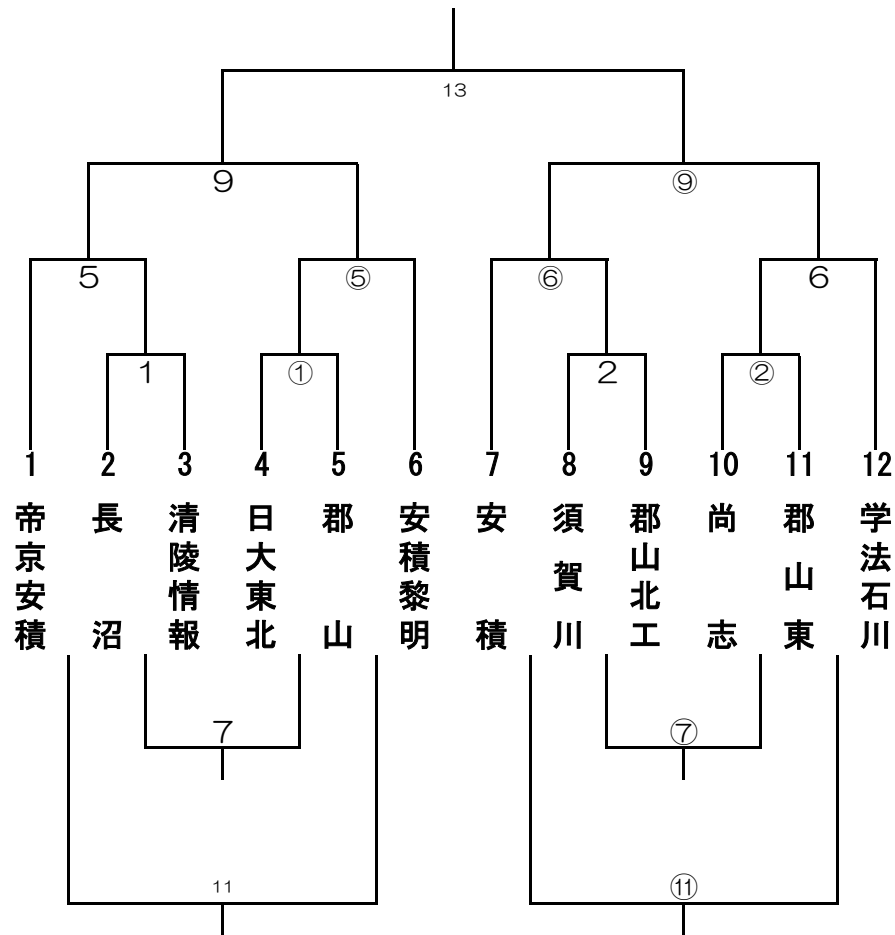 13
9
⑨
5
⑤
⑥
6
1
①
2
②
1 2 3 4 5 6 7 8 9 10 11 12
帝京安積
長沼
清陵情報
日大東北
郡山
安積黎明
安積
須賀川
郡山北工
尚志
郡山東
学法石川
7
⑦
11
⑪